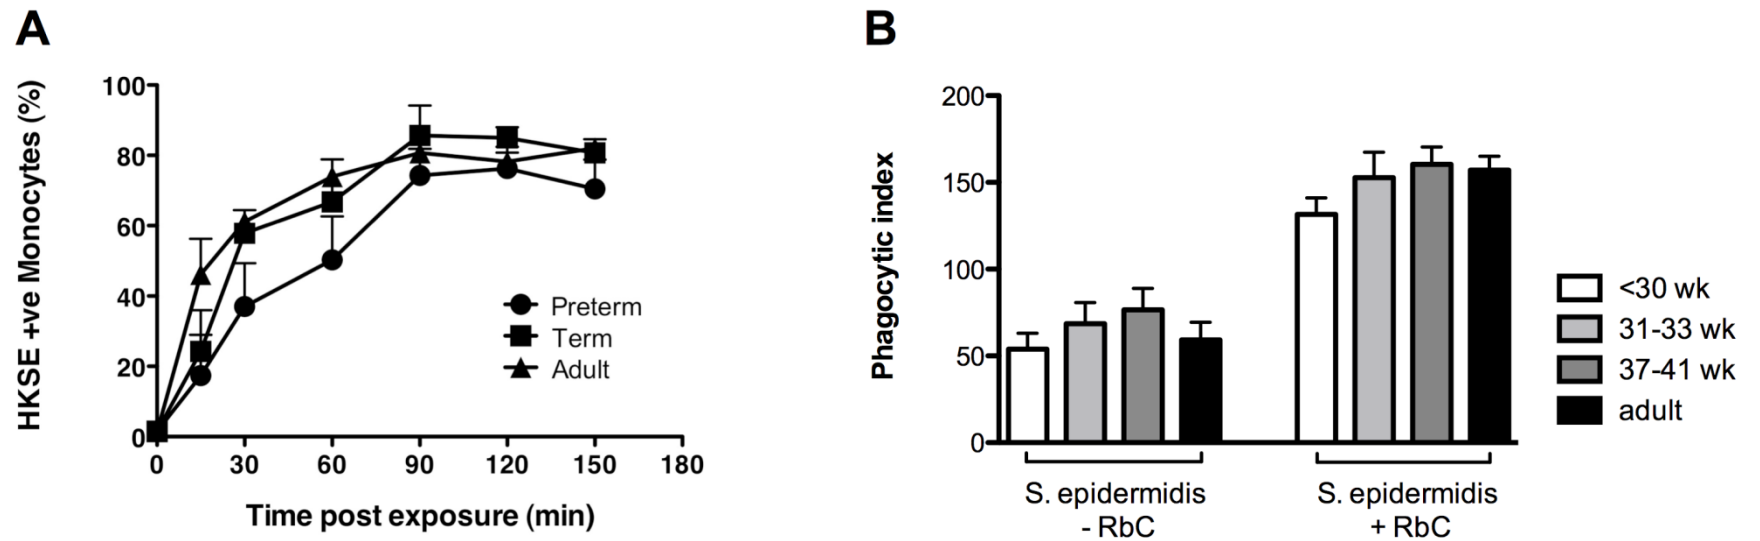 A
HKSE +ve Monocytes (%)
100
80
60
40
20
0
0 30 60 90 120 150 180
Time post exposure (min)
Preterm
Term
Adult
B
Phagocytic index
200
150
100
50
0
S. epidermidis
- RbC
S. epidermidis
+ RbC
<30 wk
31-33 wk
37-41 wk
adult